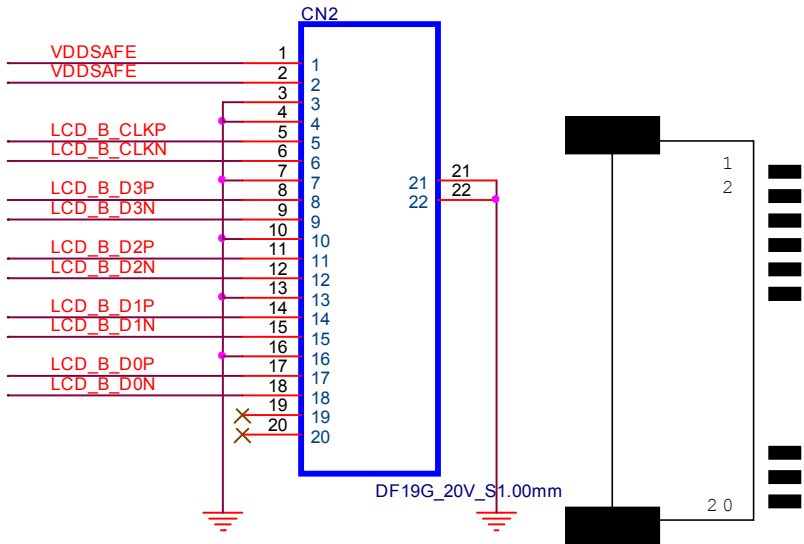 CN2
VDDSAFE 1 1
VDDSAFE 2 2
3 3
4 4
LCD_B_CLKP 5 5
LCD_B_CLKN 6 6
7 7
LCD_B_D3P 8 8
LCD_B_D3N 9 9
10 10
LCD_B_D2P 11 11
LCD_B_D2N 12 12
13 13
LCD_B_D1P 14 14
LCD_B_D1N 15 15
16 16
LCD_B_D0P 17 17
LCD_B_D0N 18 18
19 19
20 20
21 21
22 22
DF19G_20V_S1.00mm
1
2
20